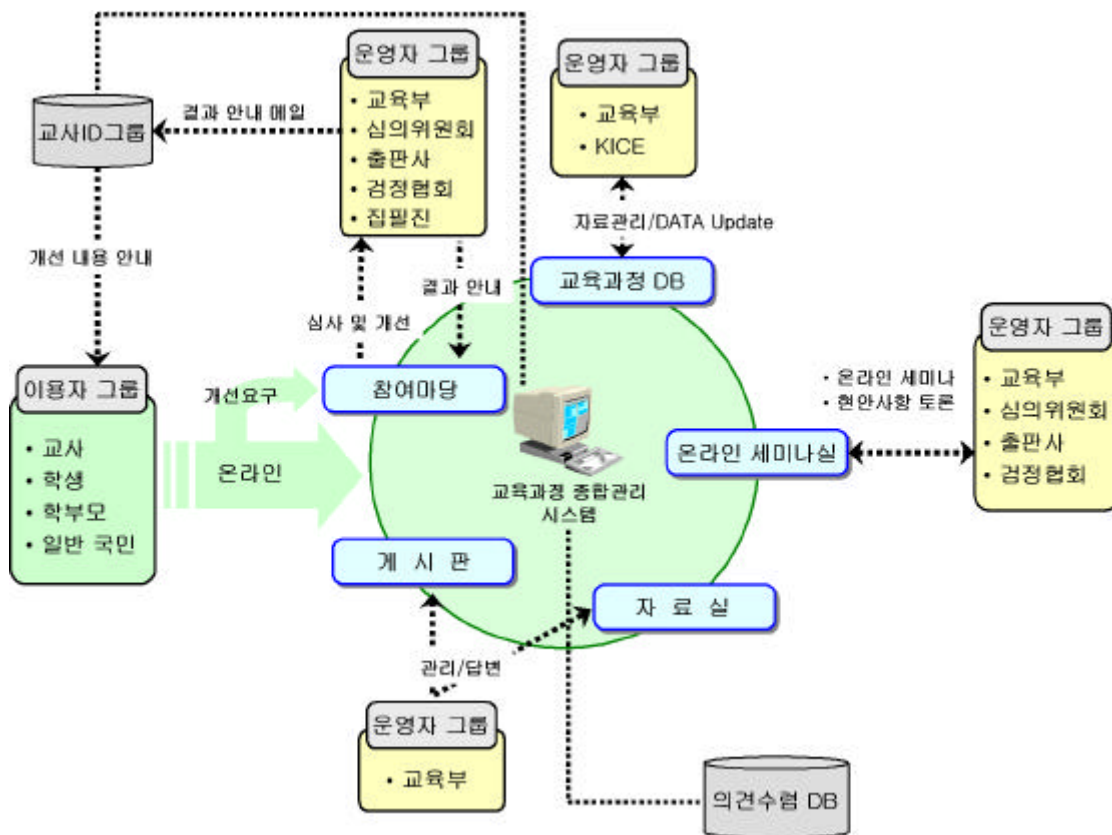 운영자 그룹
• 교육부
• 심의위원회
• 출판사
• 검정협회
• 집필진
운영자 그룹
• 교육부
• KICE
교사ID그룹
결과 안내 메일
자료관리/DATA Update
개선 내용 안내
결과 안내
심사 및 개선
교육과정 DB
이용자 그룹
• 교사
• 학생
• 학부모
• 일반 국민
개선요구
온라인
참여마당
• 온라인 세미나
• 현안사항 토론
운영자 그룹
• 교육부
• 심의위원회
• 출판사
• 검정협회
온라인 세미나실
교육과정 종합관리
시스템
게 시 판
자 료 실
관리/답변
운영자 그룹
• 교육부
의견수렴 DB